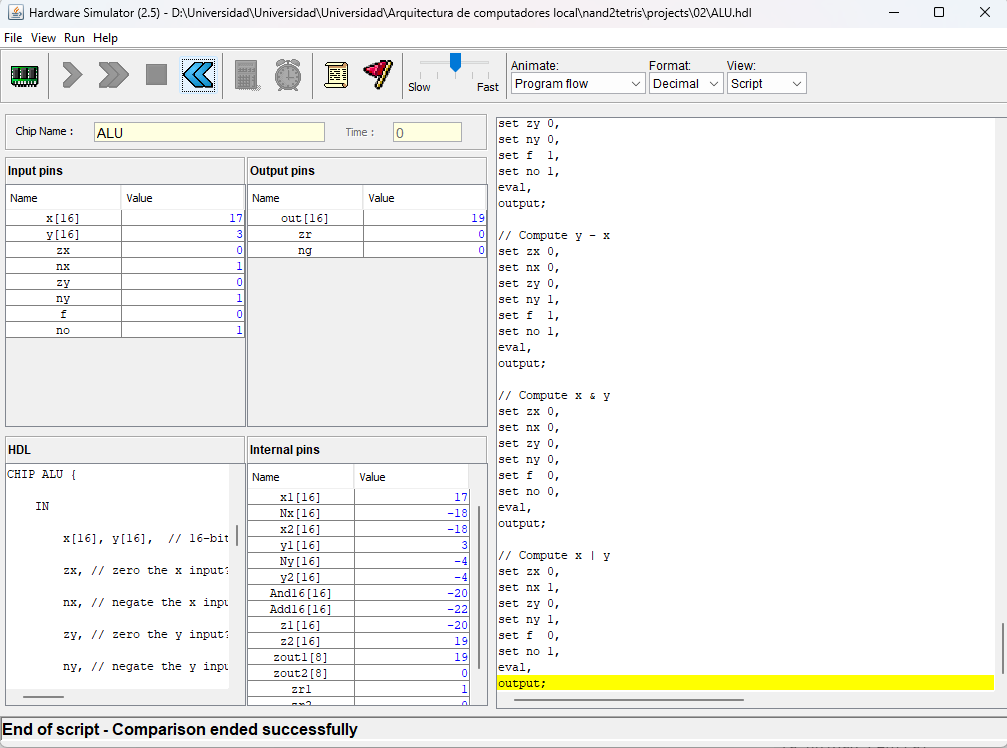 Hardware Simulator (2.5) - D:\Universidad\Universidad\Universidad\Arquitectura de computadores local\nand2tetris\projects\02\ALU.hdl
File View Run Help
Slow
Fast
Animate:
Program flow
Format:
Decimal
View:
Script
Chip Name :
ALU
Time :
0
Input pins
Name Value
x[16] 17
y[16] 3
zx 0
nx 1
zy 0
ny 1
f 0
no 1
Output pins
Name Value
out[16] 19
zr 0
ng 0
HDL
CHIP ALU {
IN
x[16], y[16], // 16-bit
zx, // zero the x input?
nx, // negate the x inpu
zy, // zero the y input?
ny, // negate the y inpu
Internal pins
Name Value
x1[16] 17
Nx[16] -18
x2[16] -18
y1[16] 3
Ny[16] -4
y2[16] -4
And16[16] -20
Add16[16] -22
z1[16] -20
z2[16] 19
zout1[8] 19
zout2[8] 0
zr1 1
zr2 0
set zy 0,
set ny 0,
set f 1,
set no 1,
eval,
output;
// Compute y - x
set zx 0,
set nx 0,
set zy 0,
set ny 1,
set f 1,
set no 1,
eval,
output;
// Compute x & y
set zx 0,
set nx 0,
set zy 0,
set ny 0,
set f 0,
set no 0,
eval,
output;
// Compute x | y
set zx 0,
set nx 1,
set zy 0,
set ny 1,
set f 0,
set no 1,
eval,
output;
End of script - Comparison ended successfully